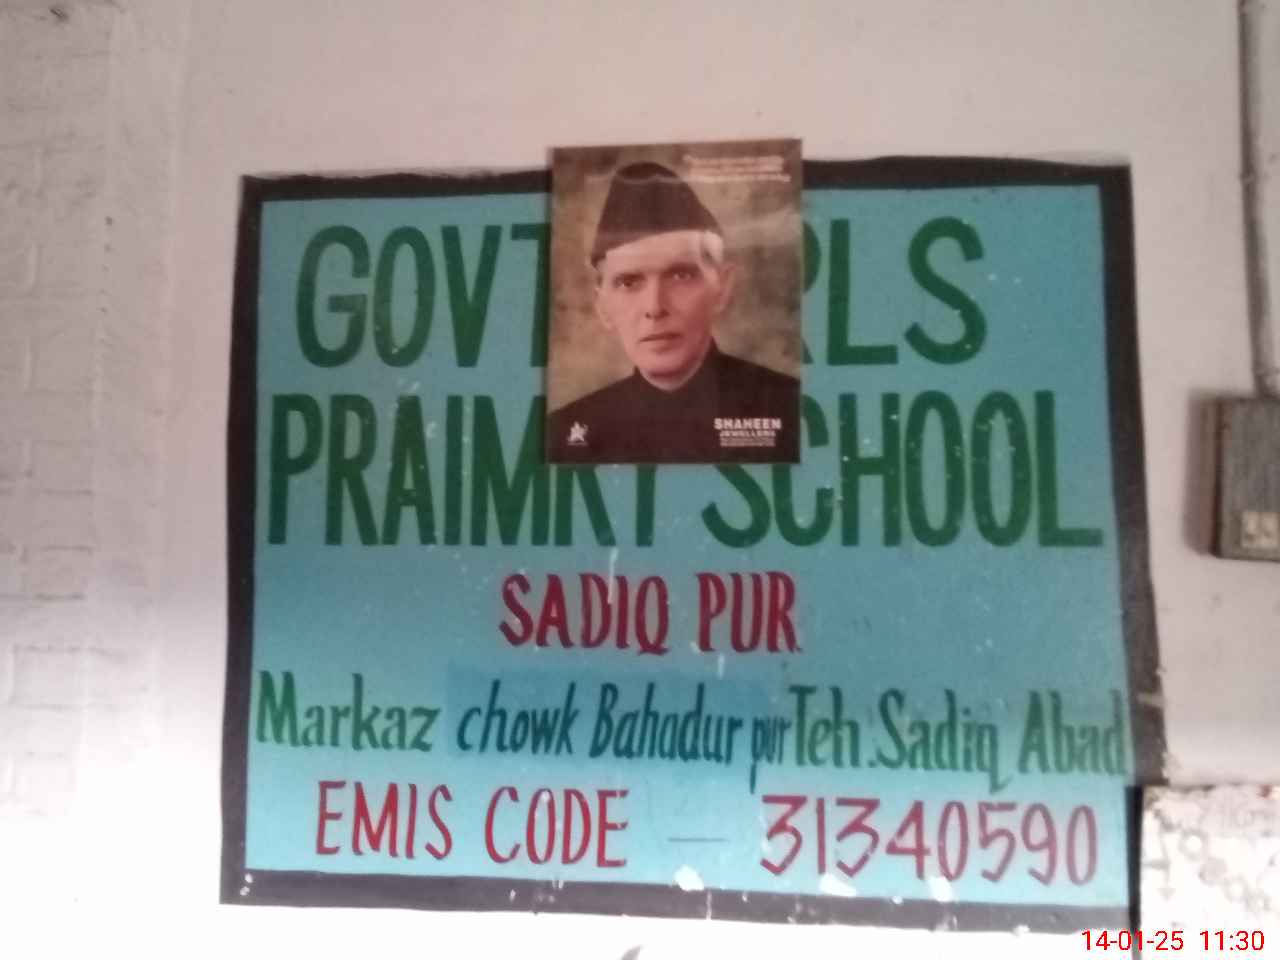 GOVT RLS
PRAIMRY SCHOOL
SHAHEEN
JEWELLERS
SADIQ PUR
Markaz chowk Bahadur pur Teh. Sadiq Abad
EMIS CODE — 31340590
14-01-25 11:30